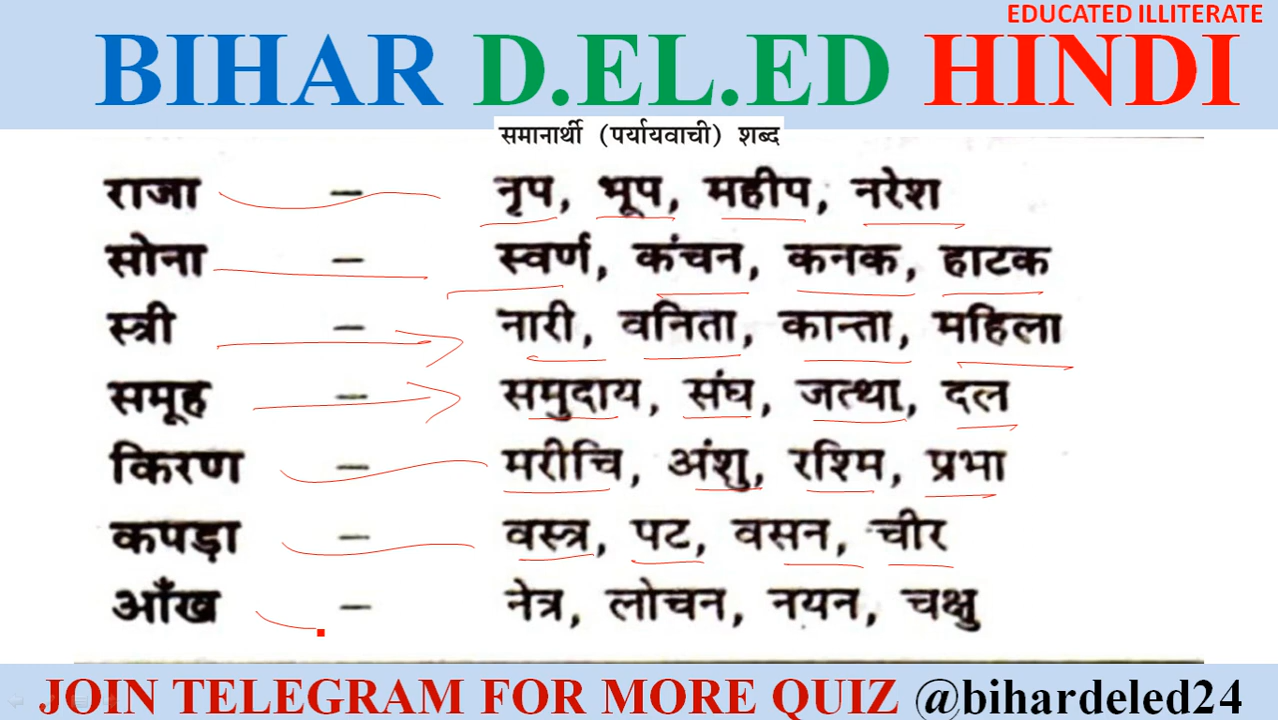 EDUCATED ILLITERATE
BIHAR D.EL.ED HINDI
समानार्थी (पर्यायवाची) शब्द
राजा – नृप, भूप, महीप, नरेश
सोना – स्वर्ण, कंचन, कनक, हाटक
स्त्री – नारी, वनिता, कान्ता, महिला
समूह – समुदाय, संघ, जत्था, दल
किरण – मरीचि, अंशु, रश्मि, प्रभा
कपड़ा – वस्त्र, पट, वसन, चीर
आँख – नेत्र, लोचन, नयन, चक्षु
JOIN TELEGRAM FOR MORE QUIZ @bihardeled24